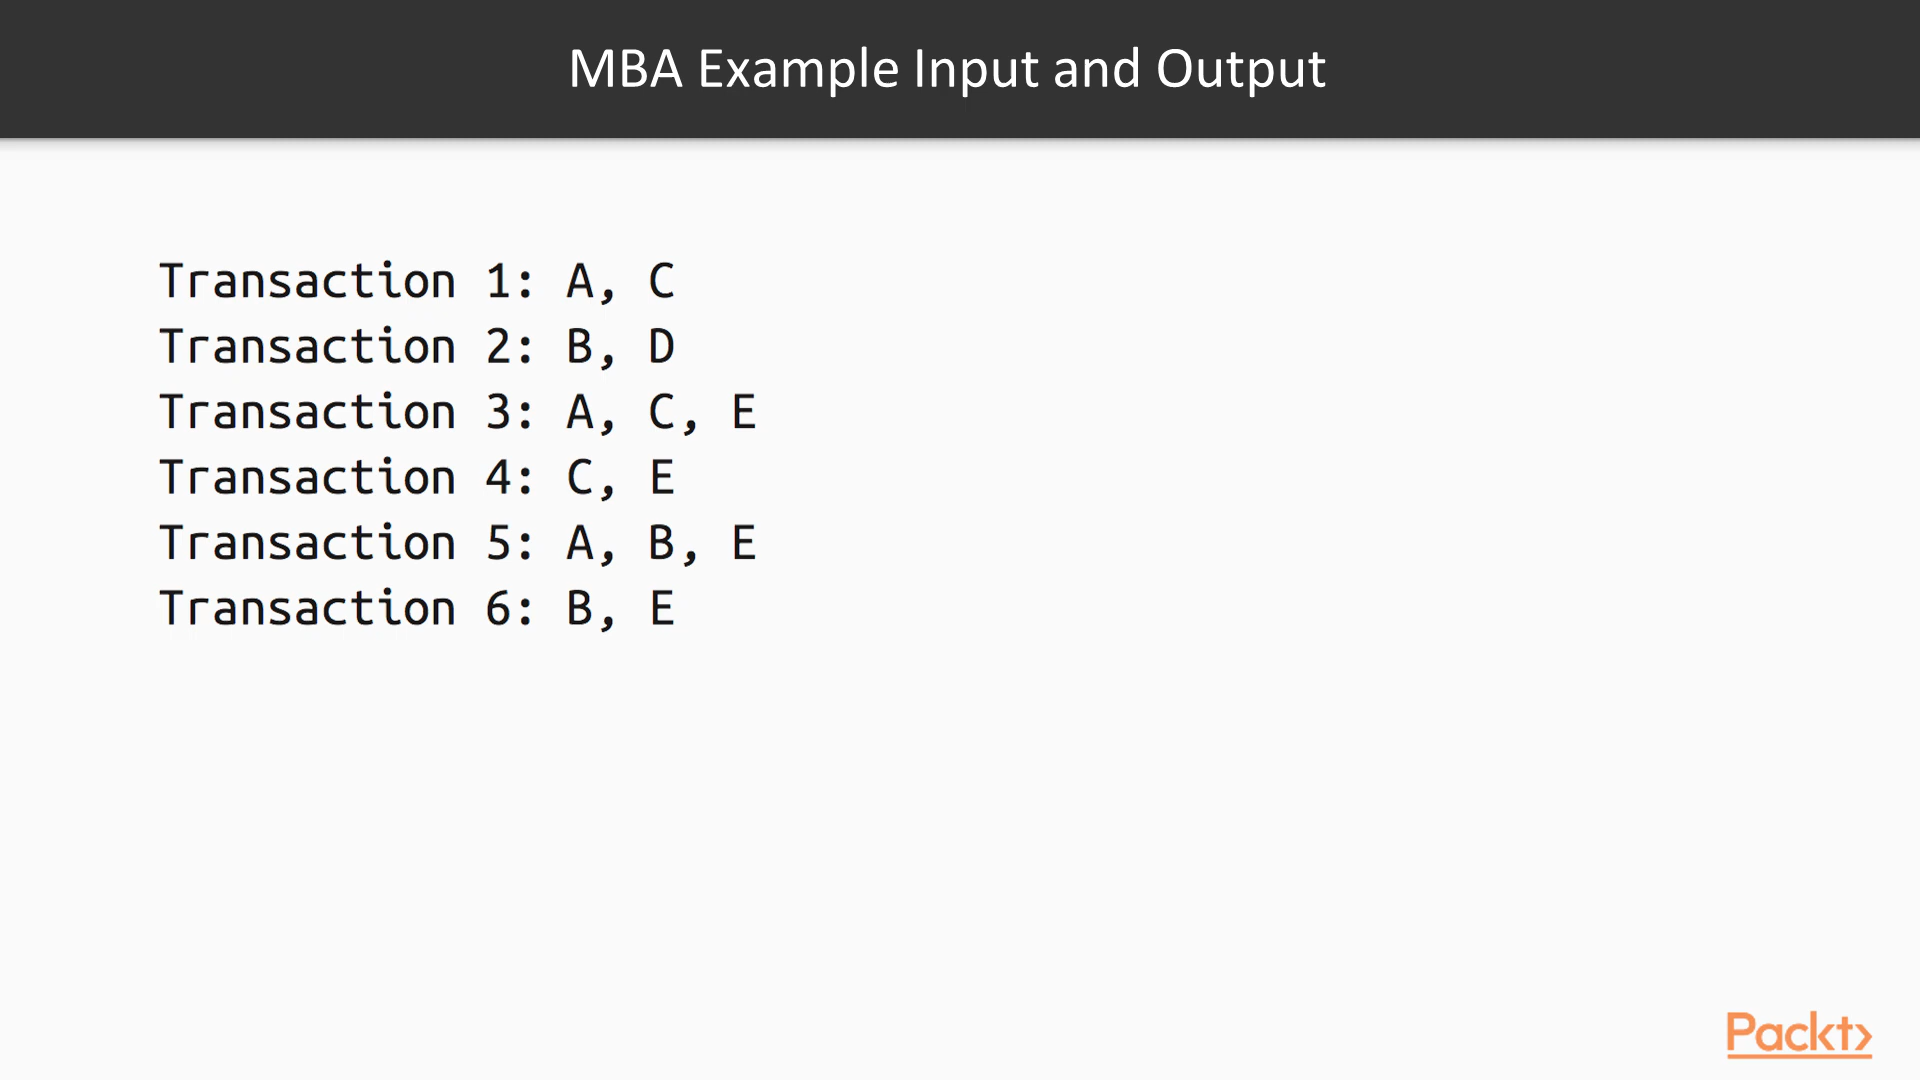 MBA Example Input and Output
Transaction 1: A, C
Transaction 2: B, D
Transaction 3: A, C, E
Transaction 4: C, E
Transaction 5: A, B, E
Transaction 6: B, E
Packt>